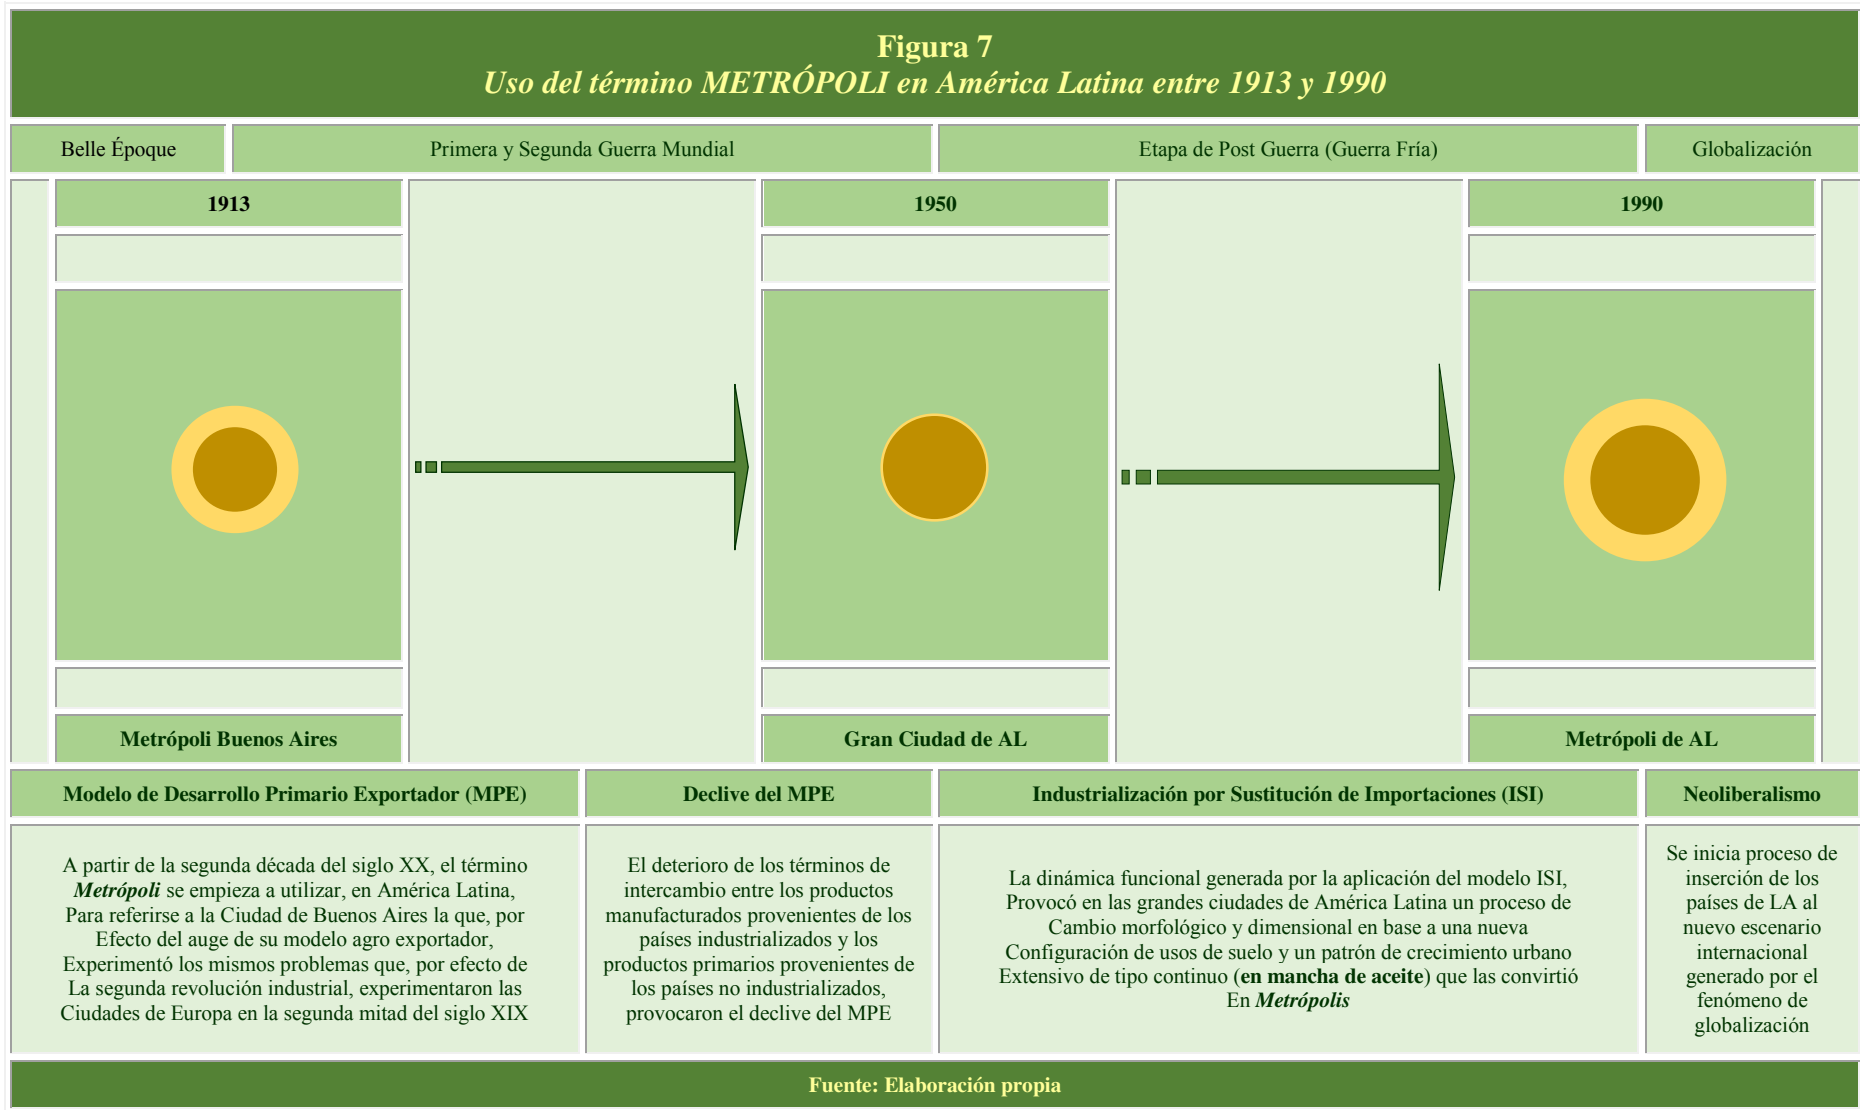 Figura 7
Uso del término METRÓPOLI en América Latina entre 1913 y 1990
Belle Époque
Primera y Segunda Guerra Mundial
Etapa de Post Guerra (Guerra Fría)
Globalización
1913
1950
1990
Metrópoli Buenos Aires
Gran Ciudad de AL
Metrópoli de AL
Modelo de Desarrollo Primario Exportador (MPE)
Declive del MPE
Industrialización por Sustitución de Importaciones (ISI)
Neoliberalismo
A partir de la segunda década del siglo XX, el término
Metrópoli se empieza a utilizar, en América Latina,
Para referirse a la Ciudad de Buenos Aires la que, por
Efecto del auge de su modelo agro exportador,
Experimentó los mismos problemas que, por efecto de
La segunda revolución industrial, experimentaron las
Ciudades de Europa en la segunda mitad del siglo XIX
El deterioro de los términos de
intercambio entre los productos
manufacturados provenientes de los
países industrializados y los
productos primarios provenientes de
los países no industrializados,
provocaron el declive del MPE
La dinámica funcional generada por la aplicación del modelo ISI,
Provocó en las grandes ciudades de América Latina un proceso de
Cambio morfológico y dimensional en base a una nueva
Configuración de usos de suelo y un patrón de crecimiento urbano
Extensivo de tipo continuo (en mancha de aceite) que las convirtió
En Metrópolis
Se inicia proceso de
inserción de los
países de LA al
nuevo escenario
internacional
generado por el
fenómeno de
globalización
Fuente: Elaboración propia